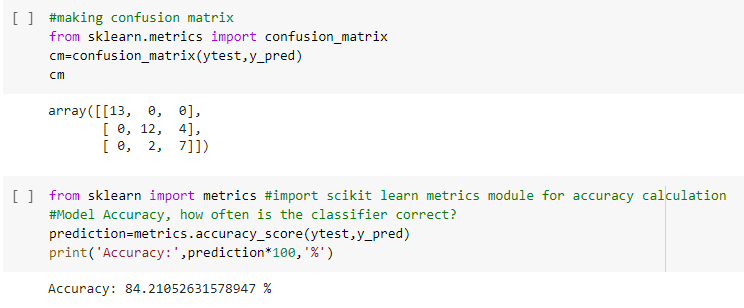 [ ] #making confusion matrix
from sklearn.metrics import confusion_matrix
cm=confusion_matrix(ytest,y_pred)
cm
array([[13, 0, 0],
[ 0, 12, 4],
[ 0, 2, 7]])
[ ] from sklearn import metrics #import scikit learn metrics module for accuracy calculation
#Model Accuracy, how often is the classifier correct?
prediction=metrics.accuracy_score(ytest,y_pred)
print('Accuracy:',prediction*100,'%')
Accuracy: 84.21052631578947 %